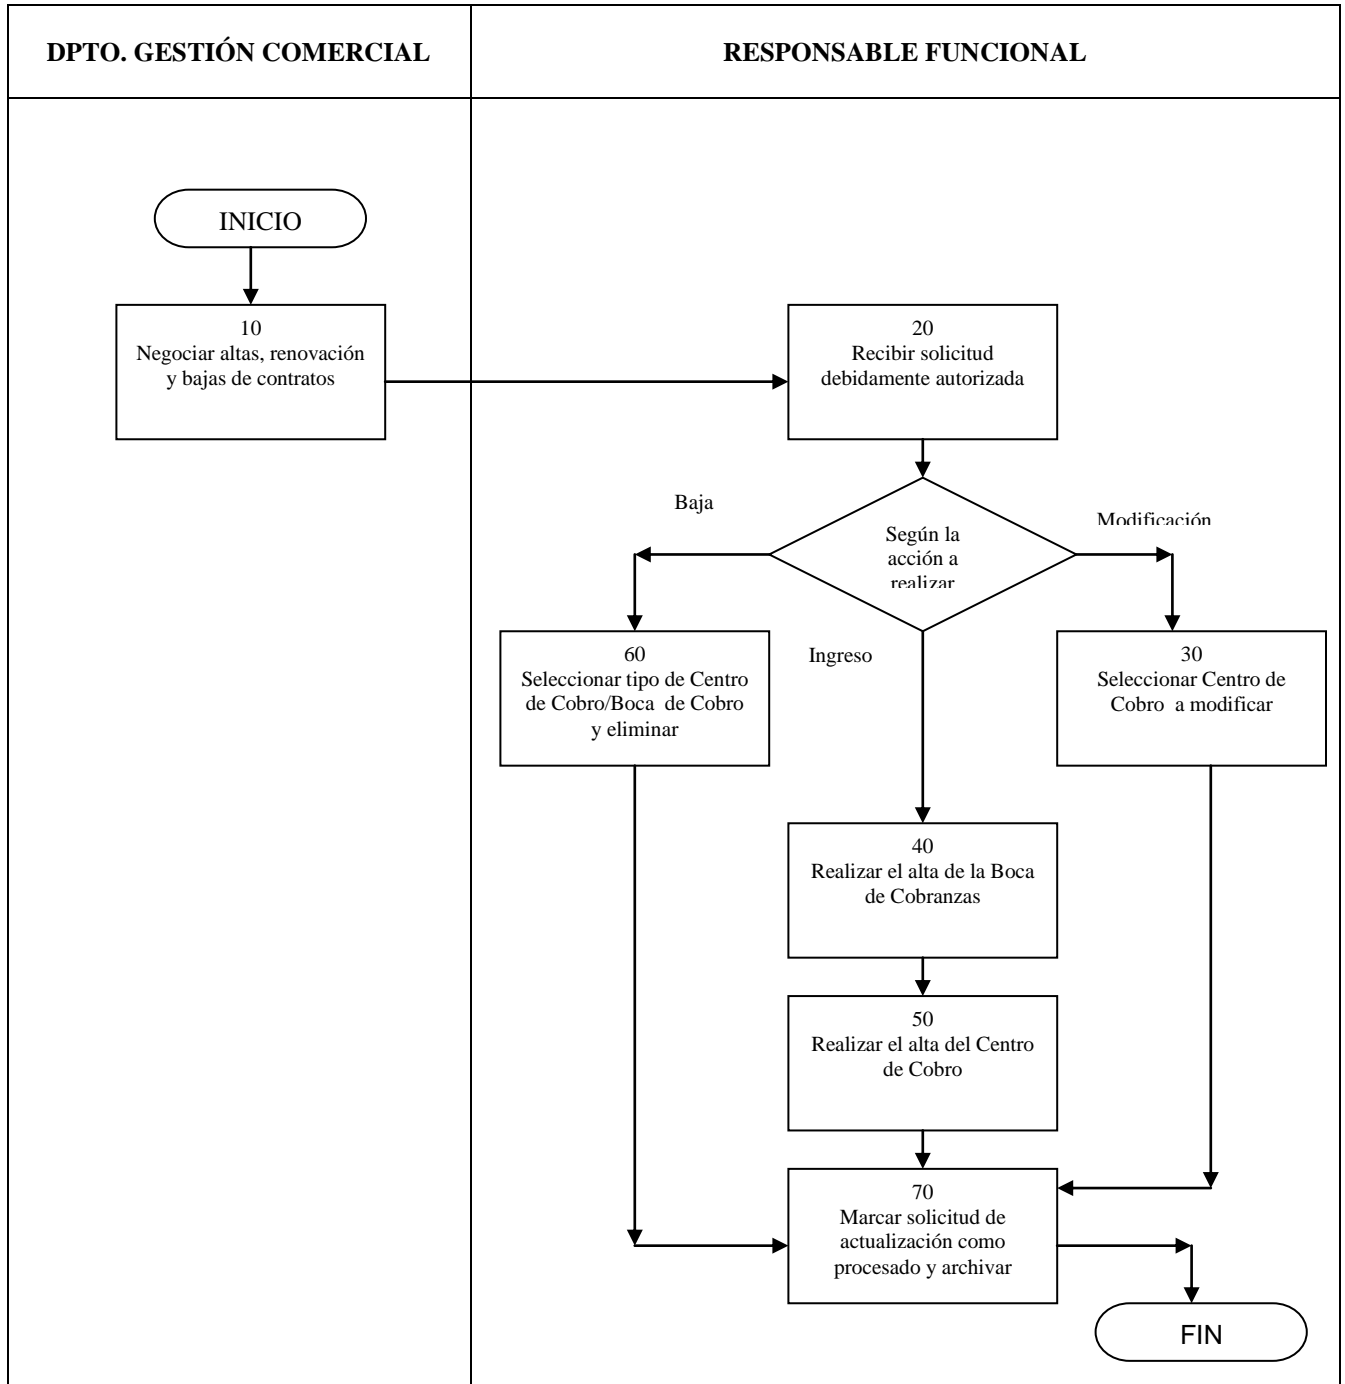 DPTO. GESTIÓN COMERCIAL
RESPONSABLE FUNCIONAL
INICIO
10
Negociar altas, renovación
y bajas de contratos
20
Recibir solicitud
debidamente autorizada
Baja
Según la
acción a
realizar
Modificación
Ingreso
60
Seleccionar tipo de Centro
de Cobro/Boca de Cobro
y eliminar
30
Seleccionar Centro de
Cobro a modificar
40
Realizar el alta de la Boca
de Cobranzas
50
Realizar el alta del Centro
de Cobro
70
Marcar solicitud de
actualización como
procesado y archivar
FIN